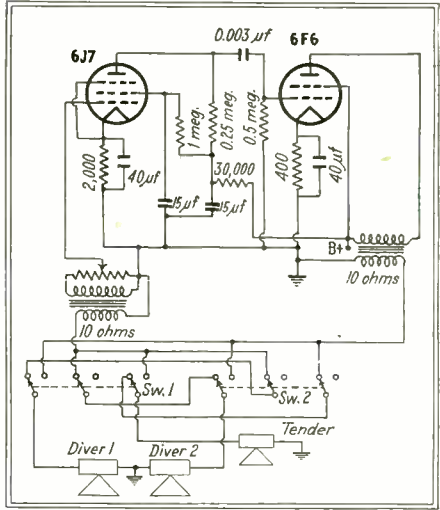 0.003 µf
6J7
6F6
1 meg.
0.25 meg.
0.5 meg.
2,000
40µf
30,000
400
40µf
15µf
15µf
B+
10 ohms
10 ohms
Sw.1
Sw.2
Tender
Diver 1
Diver 2